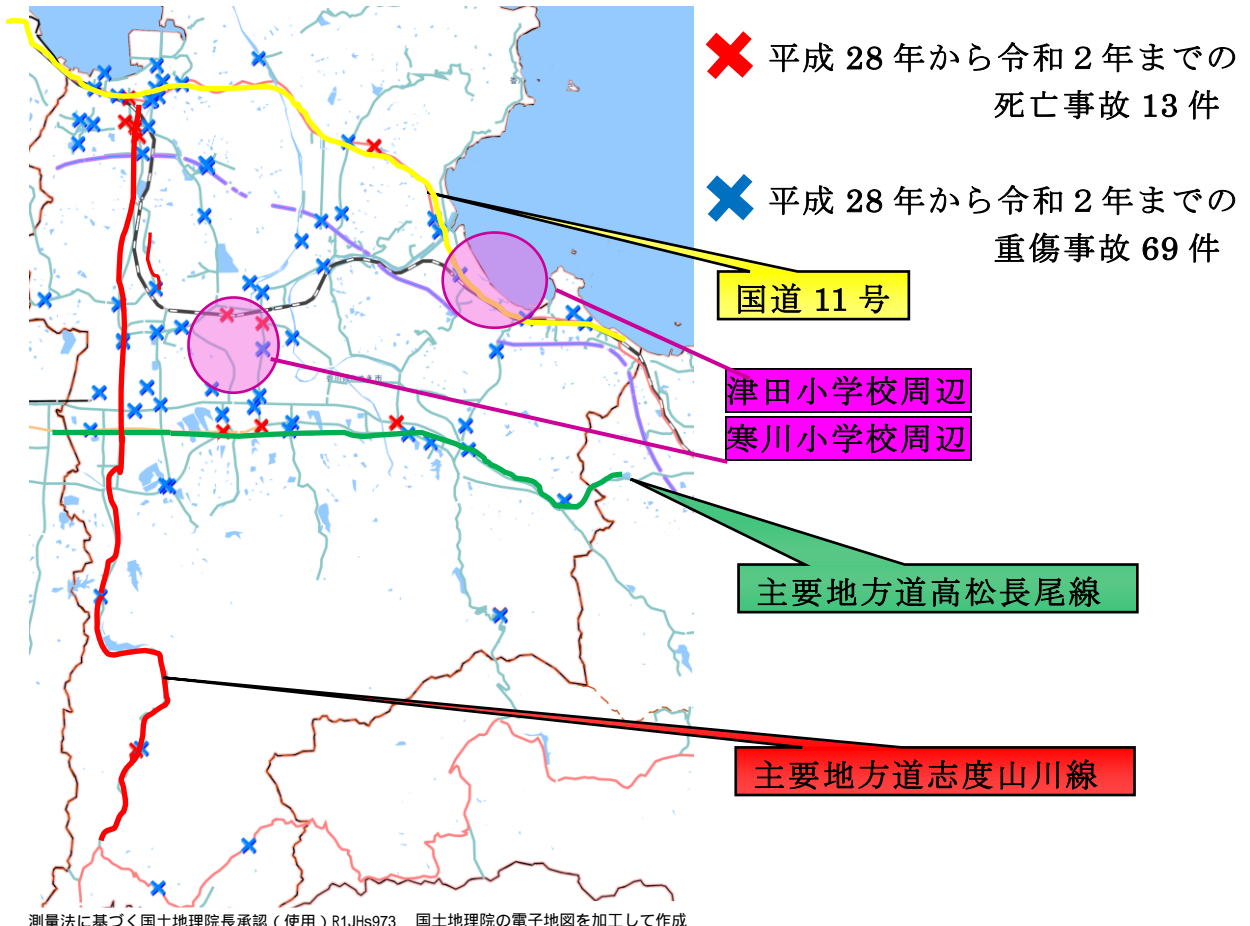 平成 28 年から令和２年までの
死亡事故 13 件
平成 28 年から令和２年までの
重傷事故 69 件
国道 11 号
津田小学校周辺
寒川小学校周辺
主要地方道高松長尾線
主要地方道志度山川線
測量法に基づく国土地理院長承認（使用）R1JHs973　国土地理院の電子地図を加工して作成